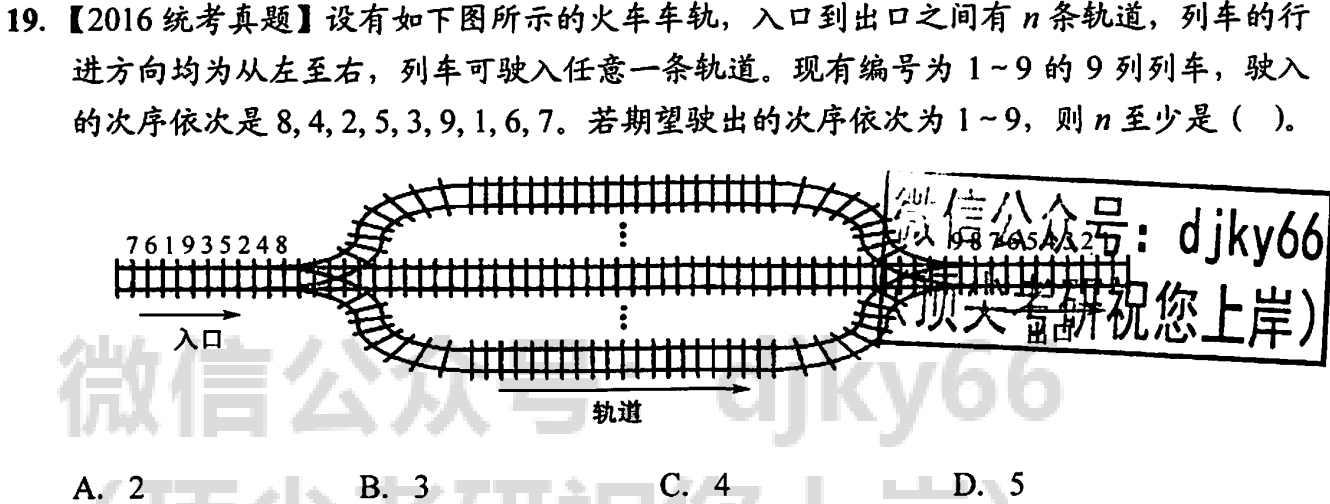 19. 【2016 统考真题】设有如下图所示的火车车轨，入口到出口之间有 n 条轨道，列车的行
进方向均为从左至右，列车可驶入任意一条轨道。现有编号为 1~9 的 9 列列车，驶入
的次序依次是 8, 4, 2, 5, 3, 9, 1, 6, 7。若期望驶出的次序依次为 1~9，则 n 至少是（ ）。
微信公众号：djky66
7 6 1 9 3 5 2 4 8
9 8 7 6 5 4 3 2 1
（顶尖考研祝您上岸）
入口
出口
微信公众号 djky66
轨道
A. 2 B. 3 C. 4 D. 5